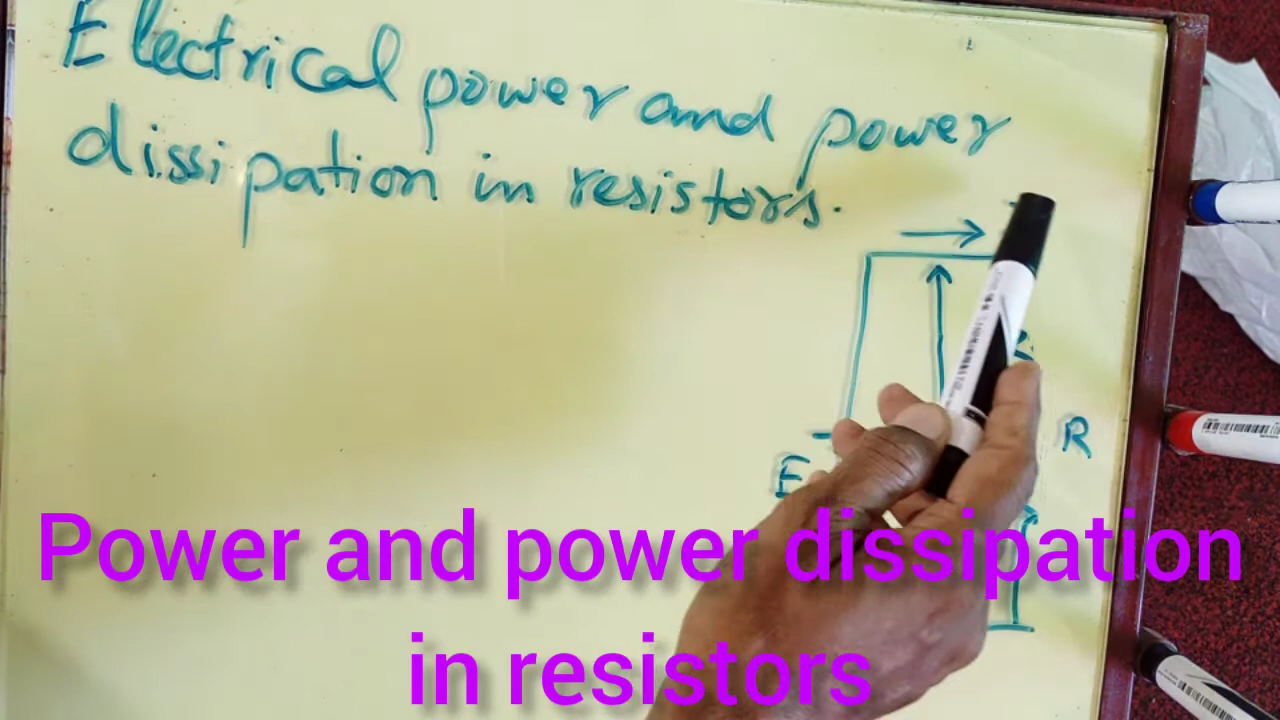 Electrical power and power
dissipation in resistors.
R
E
Power and power dissipation
in resistors